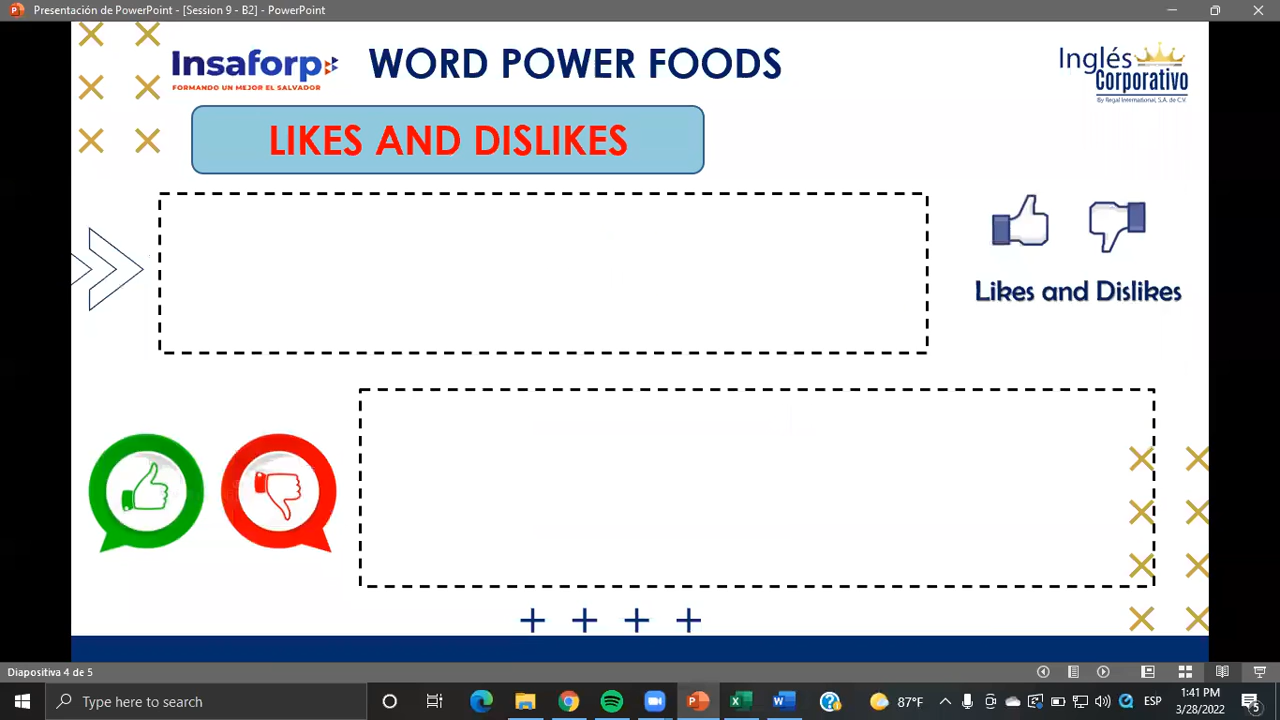 Presentación de PowerPoint - [Session 9 - B2] - PowerPoint
Insaforp
FORMANDO UN MEJOR EL SALVADOR
WORD POWER FOODS
Inglés
Corporativo
By Regal International, S.A. de C.V.
LIKES AND DISLIKES
Likes and Dislikes
Diapositiva 4 de 5
Type here to search
87°F
ESP
1:41 PM
3/28/2022
5